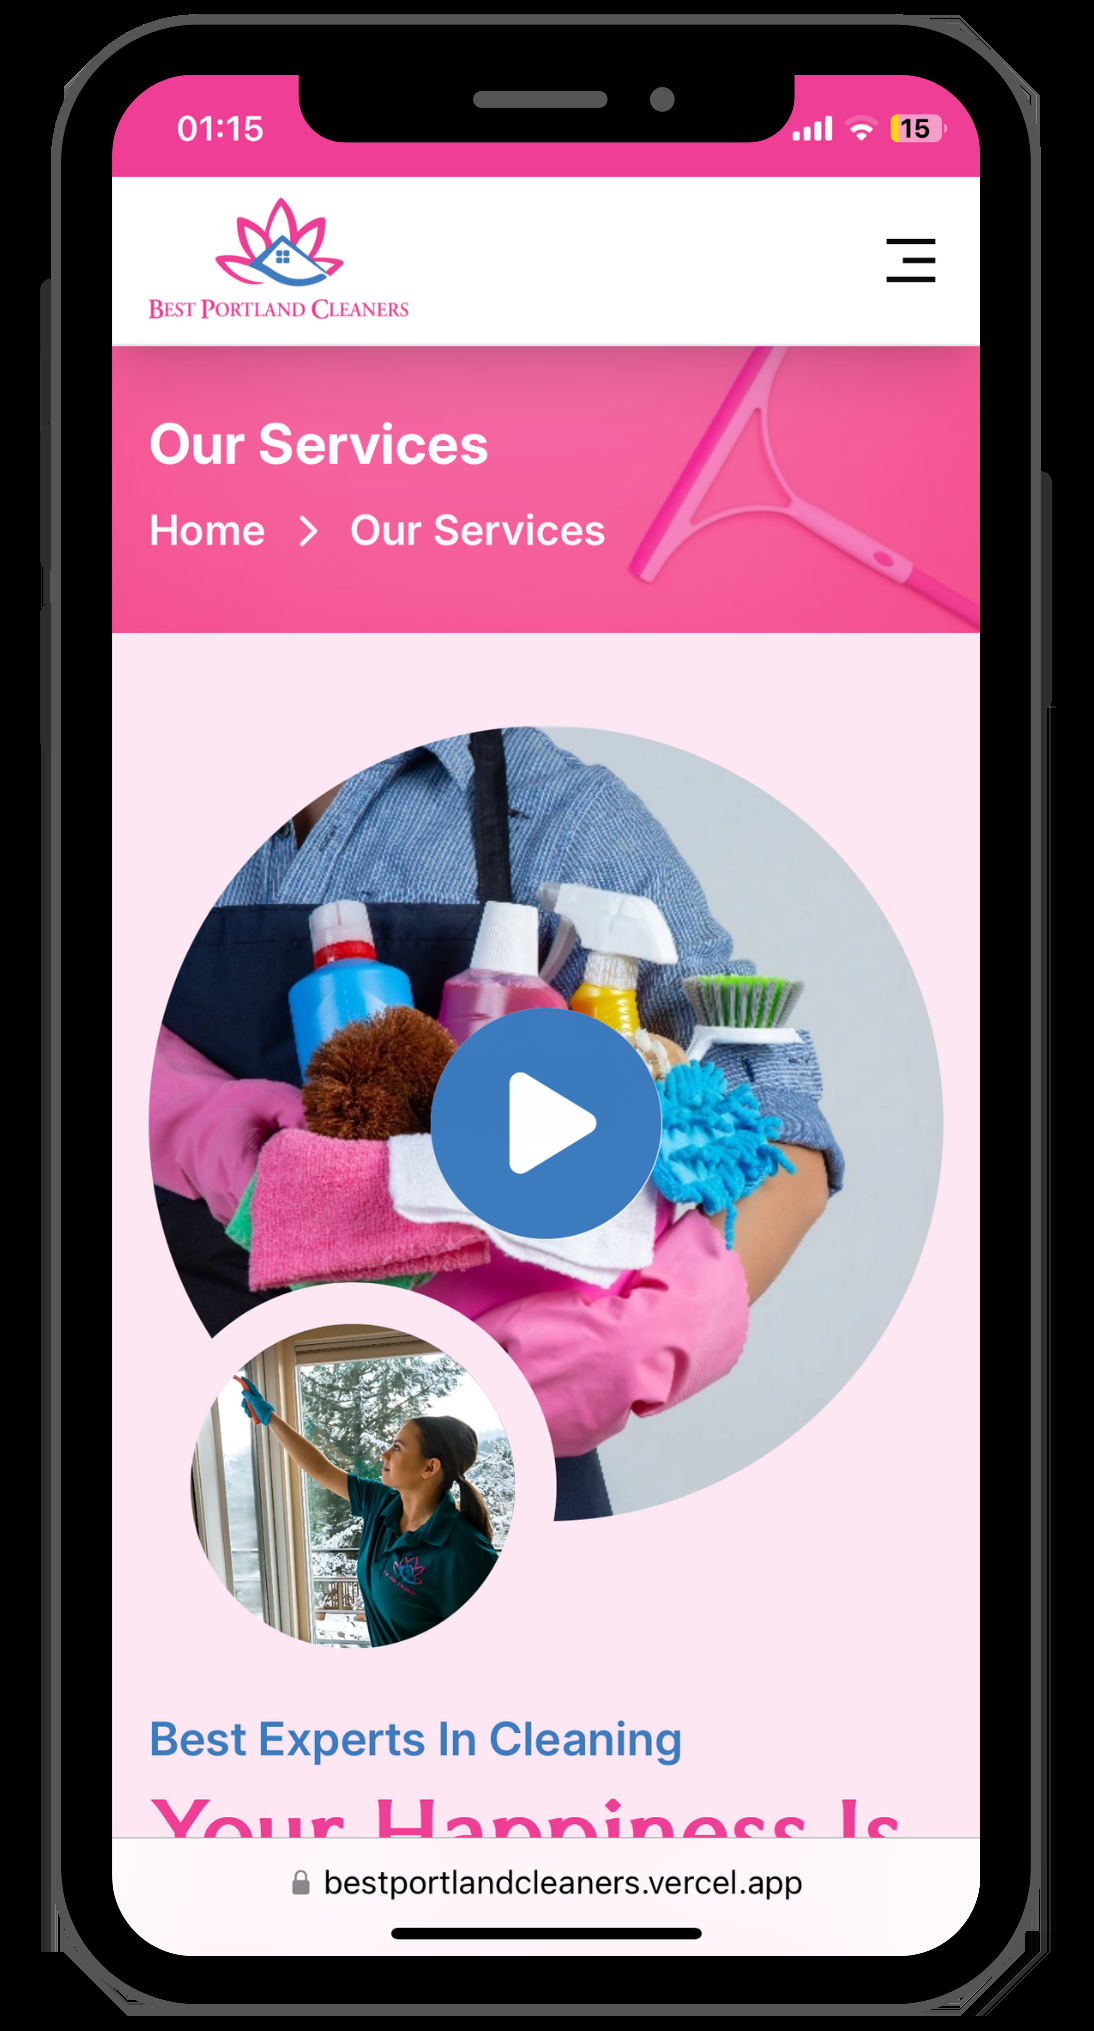 01:15
15
BEST PORTLAND CLEANERS
Our Services
Home > Our Services
Best Experts In Cleaning
Your Happiness Is
bestportlandcleaners.vercel.app